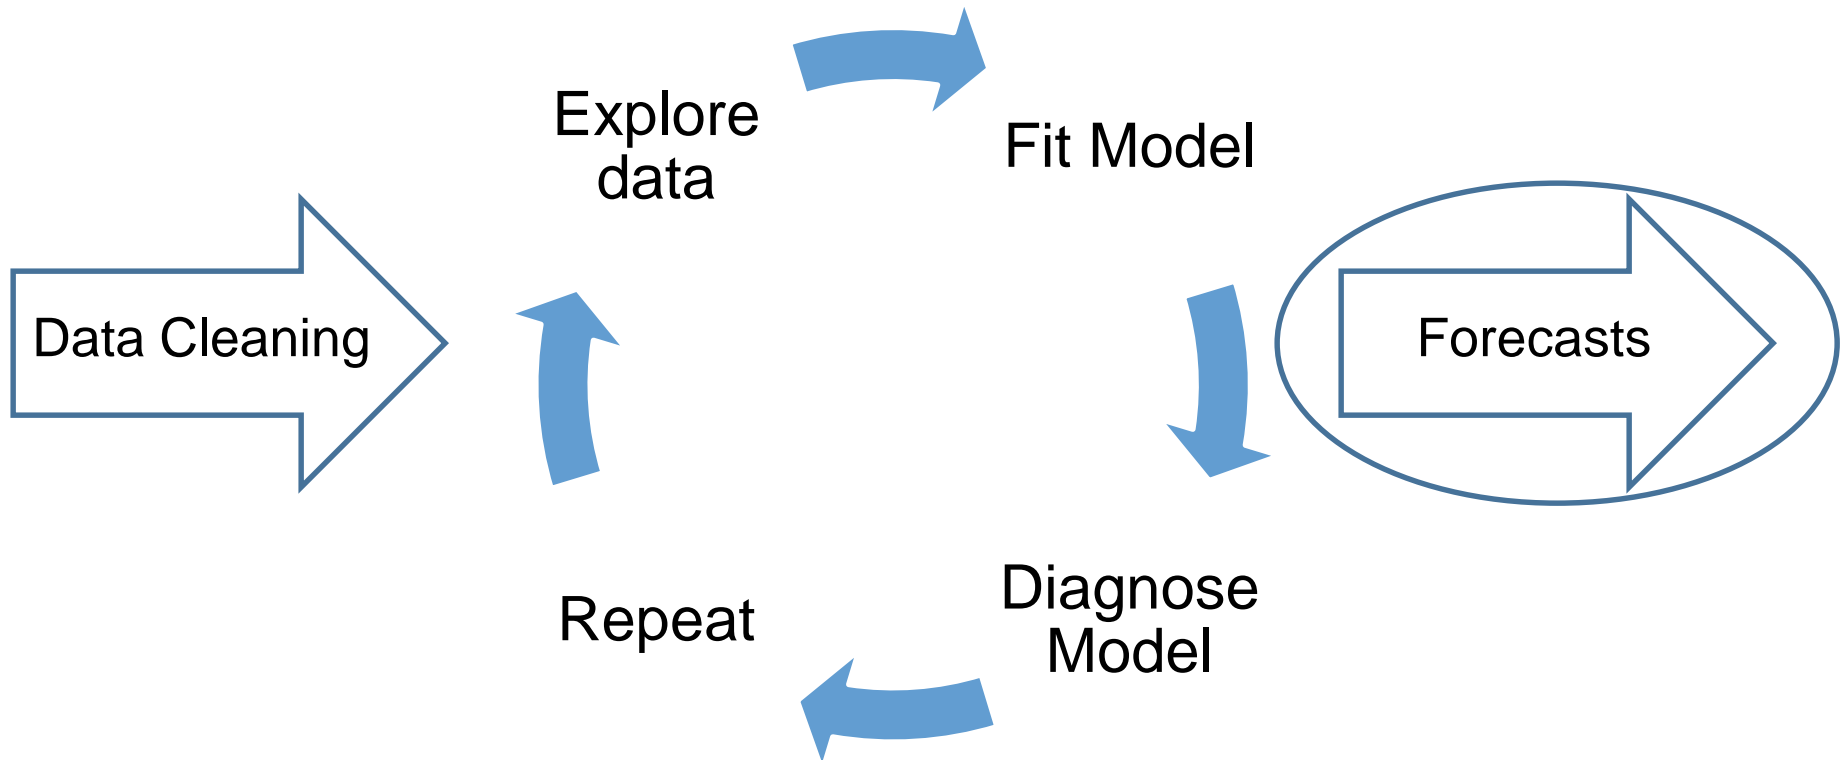 Data Cleaning
Explore
data
Fit Model
Diagnose
Model
Repeat
Forecasts